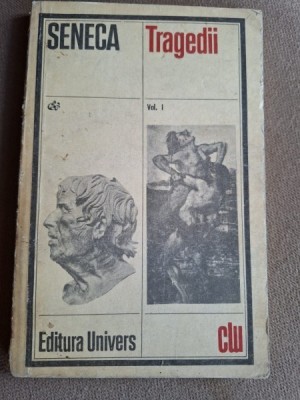 SENECA
Tragedii
Vol. I
Editura Univers
clu